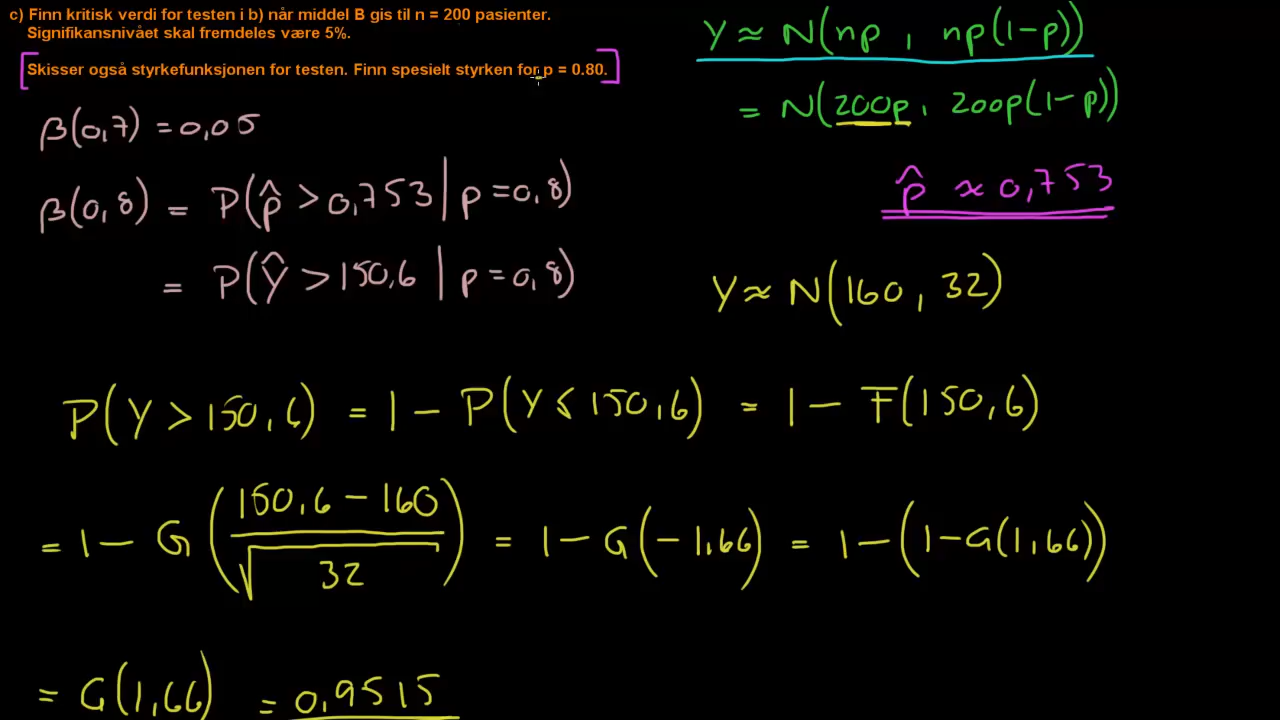 c) Finn kritisk verdi for testen i b) når middel B gis til n = 200 pasienter.
Signifikansnivået skal fremdeles være 5%.
Skisser også styrkefunksjonen for testen. Finn spesielt styrken for p = 0.80.
Y ≈ N(np, np(1-p))
= N(200p, 200p(1-p))
β(0,7) = 0,05
p̂ ≈ 0,753
β(0,8) = P(p̂ > 0,753 | p = 0,8)
= P(Ŷ > 150,6 | p = 0,8)
Y ≈ N(160, 32)
P(Y > 150,6) = 1 - P(Y ≤ 150,6) = 1 - F(150,6)
= 1 - G((150,6 - 160)/√32) = 1 - G(-1,66) = 1 - (1 - G(1,66))
= G(1,66) = 0,9515